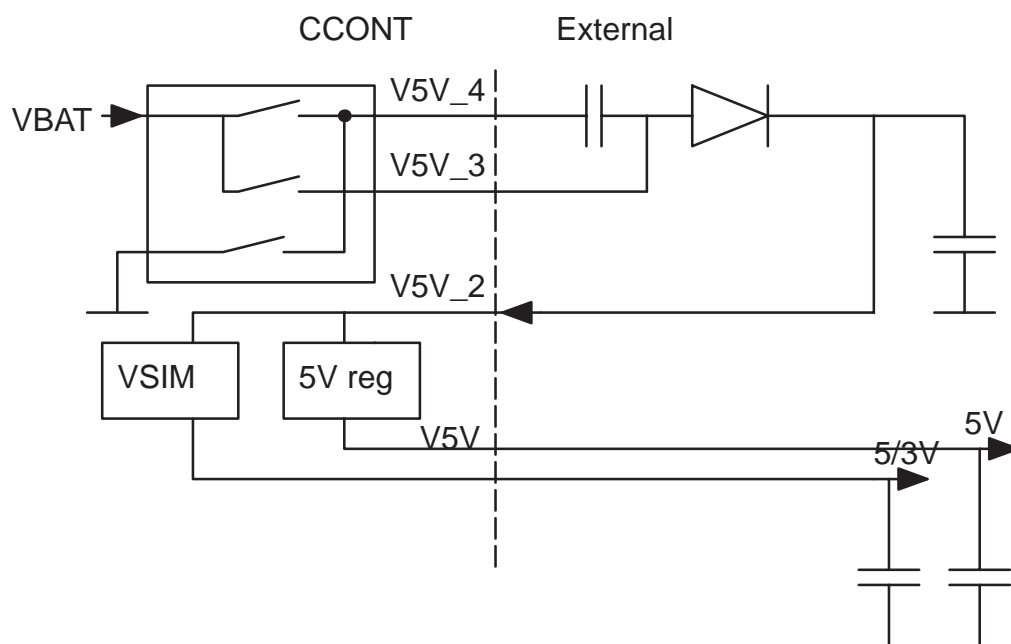 CCONT
External
V5V_4
VBAT
V5V_3
V5V_2
VSIM
5V reg
V5V
5V
5/3V